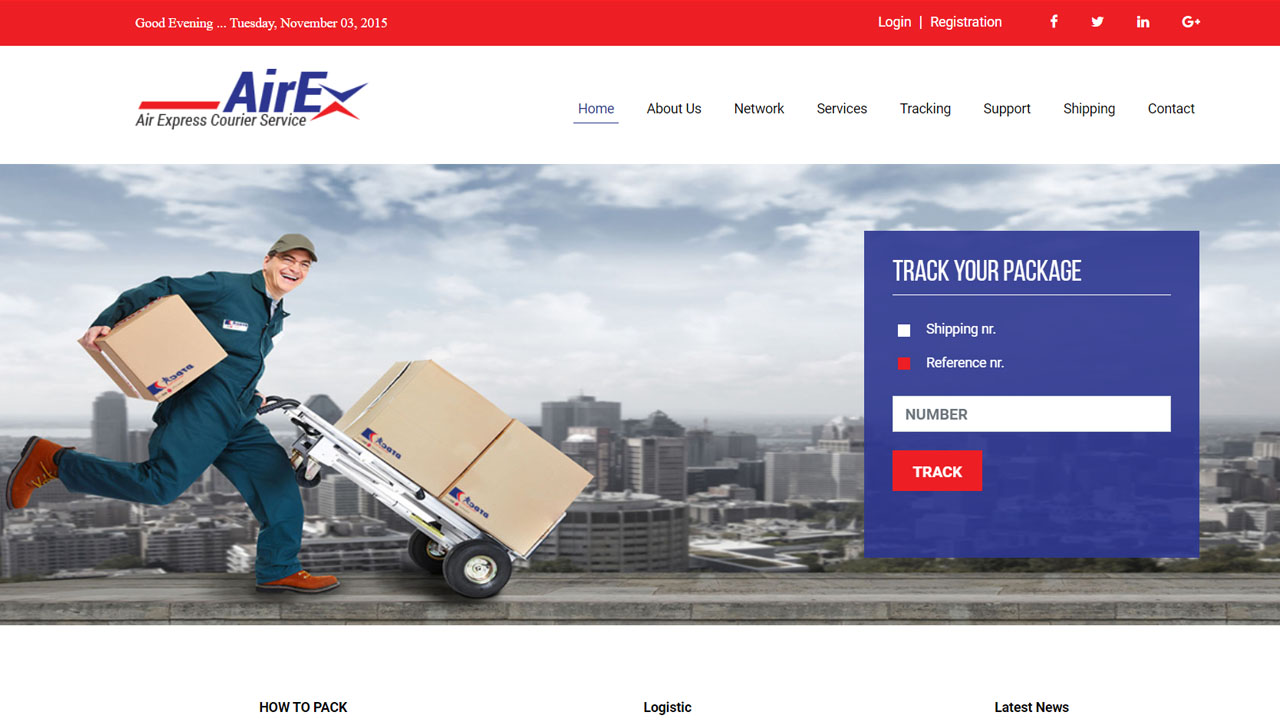 Good Evening ... Tuesday, November 03, 2015
Login | Registration
AirEx
Air Express Courier Service
Home
About Us
Network
Services
Tracking
Support
Shipping
Contact
TRACK YOUR PACKAGE
Shipping nr.
Reference nr.
NUMBER
TRACK
HOW TO PACK
Logistic
Latest News